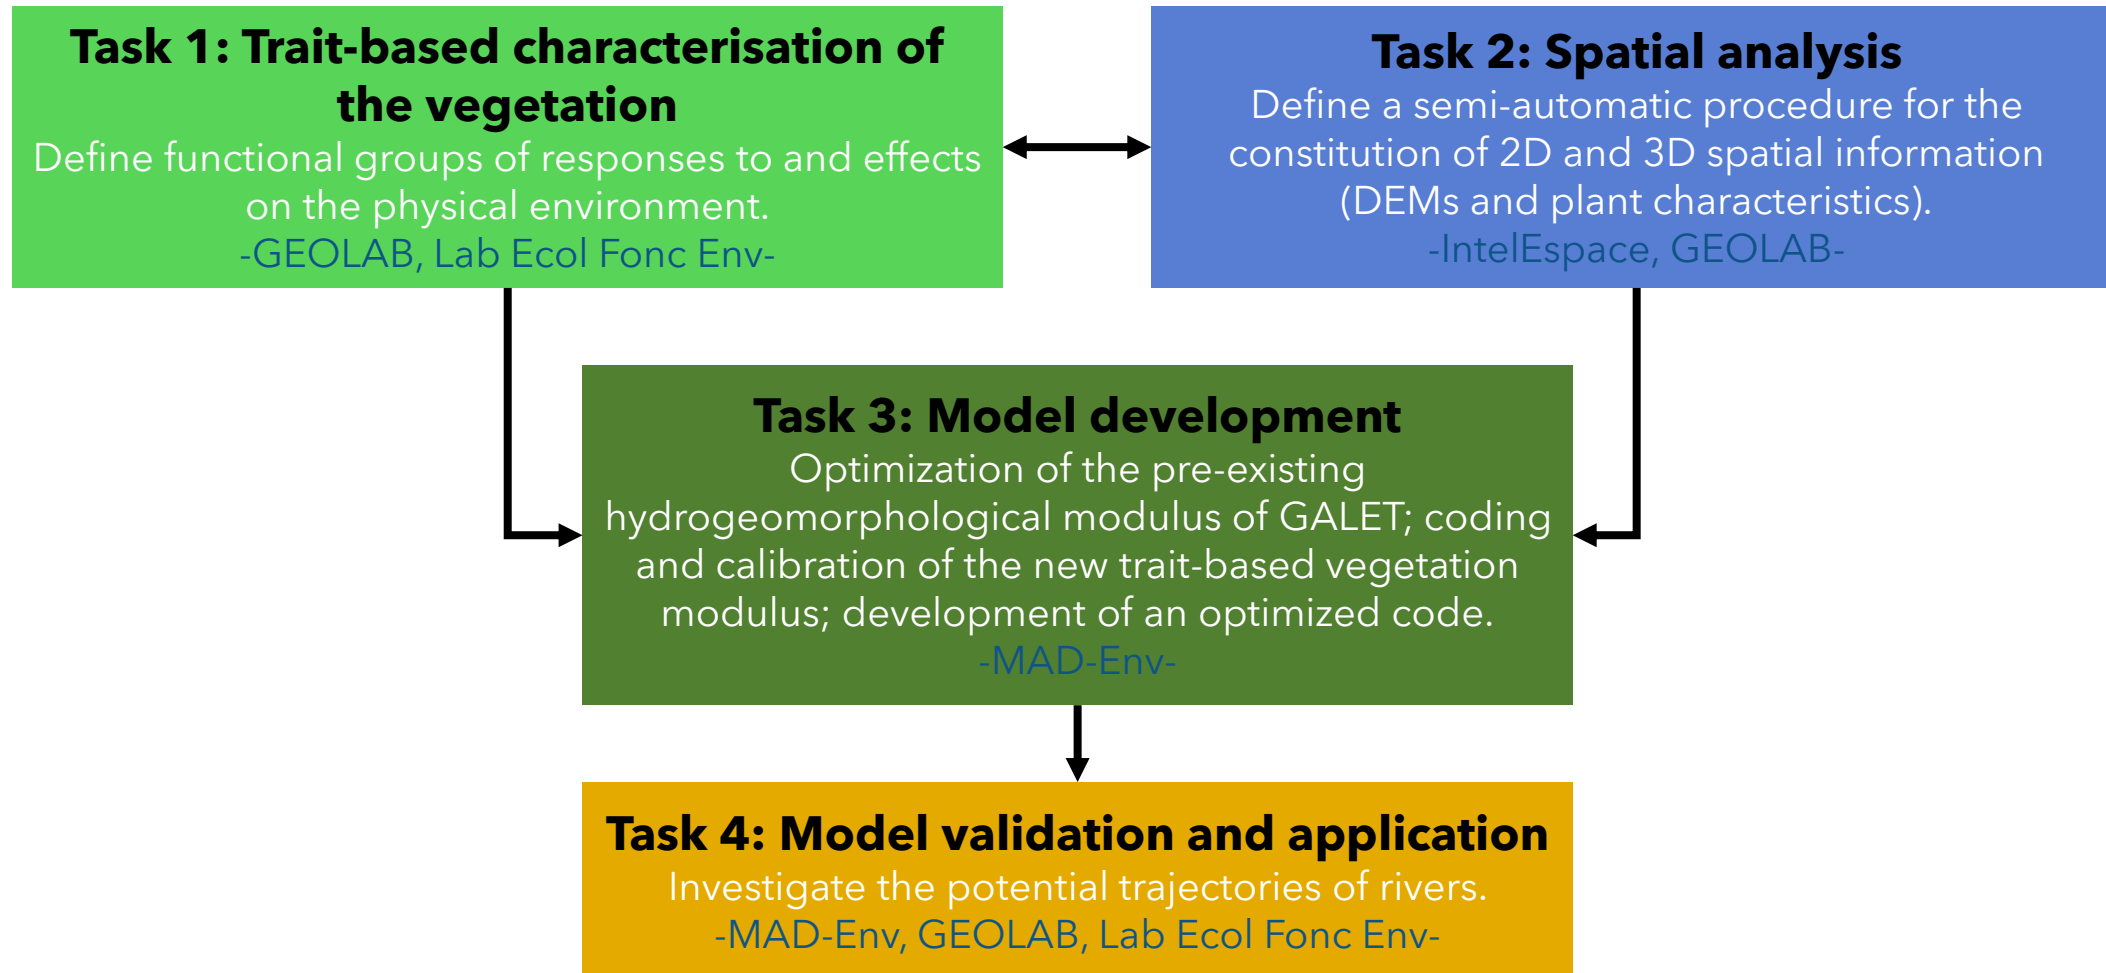 Task 1: Trait-based characterisation of
the vegetation
Define functional groups of responses to and effects
on the physical environment.
-GEOLAB, Lab Ecol Fonc Env-
Task 2: Spatial analysis
Define a semi-automatic procedure for the
constitution of 2D and 3D spatial information
(DEMs and plant characteristics).
-IntelEspace, GEOLAB-
Task 3: Model development
Optimization of the pre-existing
hydrogeomorphological modulus of GALET; coding
and calibration of the new trait-based vegetation
modulus; development of an optimized code.
-MAD-Env-
Task 4: Model validation and application
Investigate the potential trajectories of rivers.
-MAD-Env, GEOLAB, Lab Ecol Fonc Env-